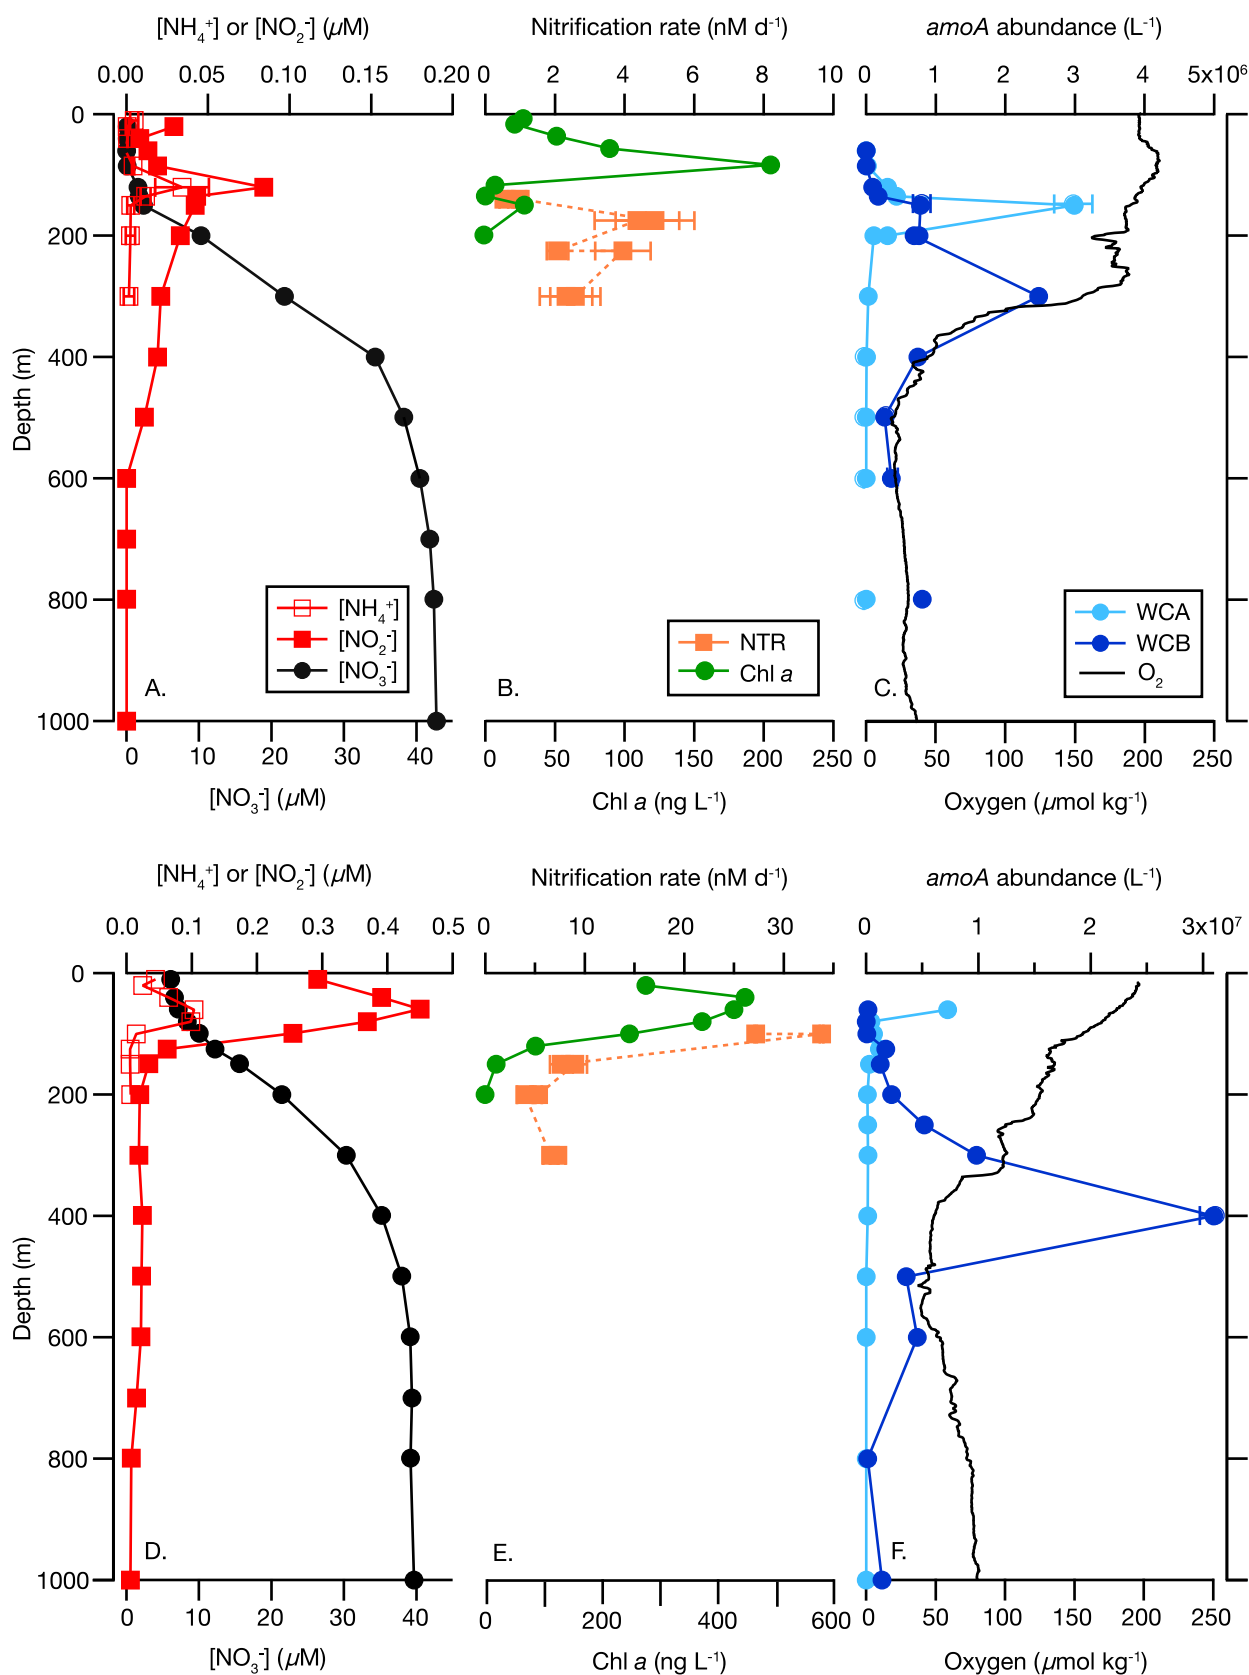 [NH₄⁺] or [NO₂⁻] (µM)
Nitrification rate (nM d⁻¹)
amoA abundance (L⁻¹)
0.00 0.05 0.10 0.15 0.20
0 2 4 6 8 10
0 1 2 3 4 5x10⁶
0
200
400
600
800
1000
Depth (m)
[NH₄⁺]
[NO₂⁻]
[NO₃⁻]
A.
NTR
Chl a
B.
WCA
WCB
O₂
C.
0 10 20 30 40
0 50 100 150 200 250
0 50 100 150 200 250
[NO₃⁻] (µM)
Chl a (ng L⁻¹)
Oxygen (µmol kg⁻¹)
[NH₄⁺] or [NO₂⁻] (µM)
Nitrification rate (nM d⁻¹)
amoA abundance (L⁻¹)
0.0 0.1 0.2 0.3 0.4 0.5
0 10 20 30
0 1 2 3x10⁷
0
200
400
600
800
1000
Depth (m)
D.
E.
F.
0 10 20 30 40
0 200 400 600
0 50 100 150 200 250
[NO₃⁻] (µM)
Chl a (ng L⁻¹)
Oxygen (µmol kg⁻¹)